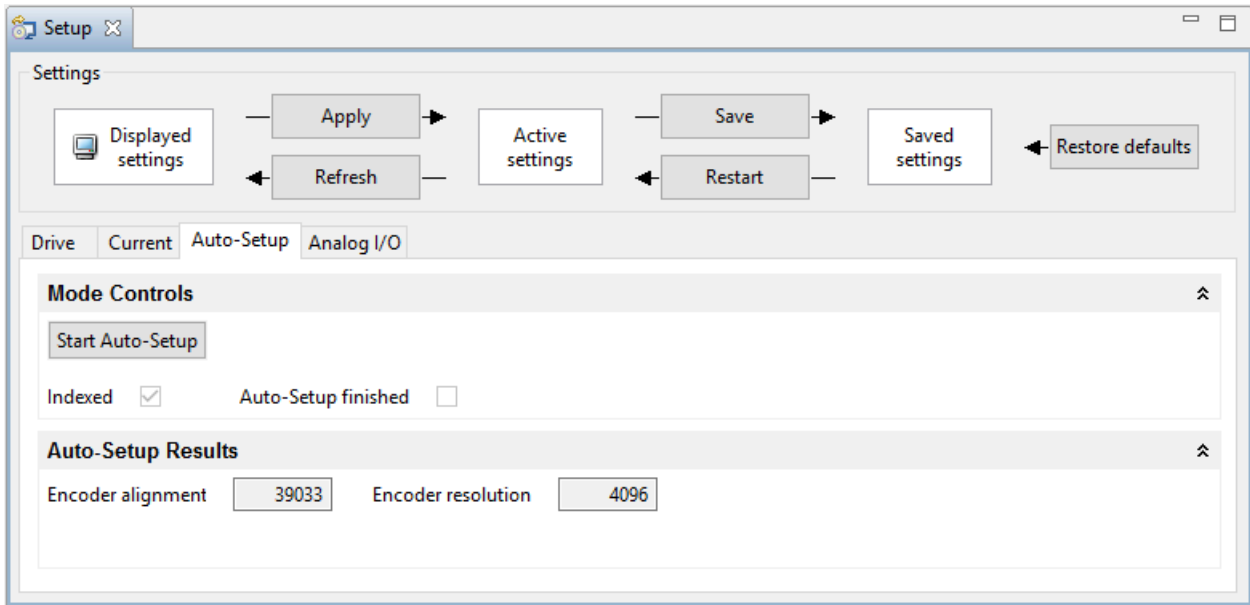 Setup
Settings
Displayed
settings
Apply
Refresh
Active
settings
Save
Restart
Saved
settings
Restore defaults
Drive Current Auto-Setup Analog I/O
Mode Controls
Start Auto-Setup
Indexed Auto-Setup finished
Auto-Setup Results
Encoder alignment 39033 Encoder resolution 4096